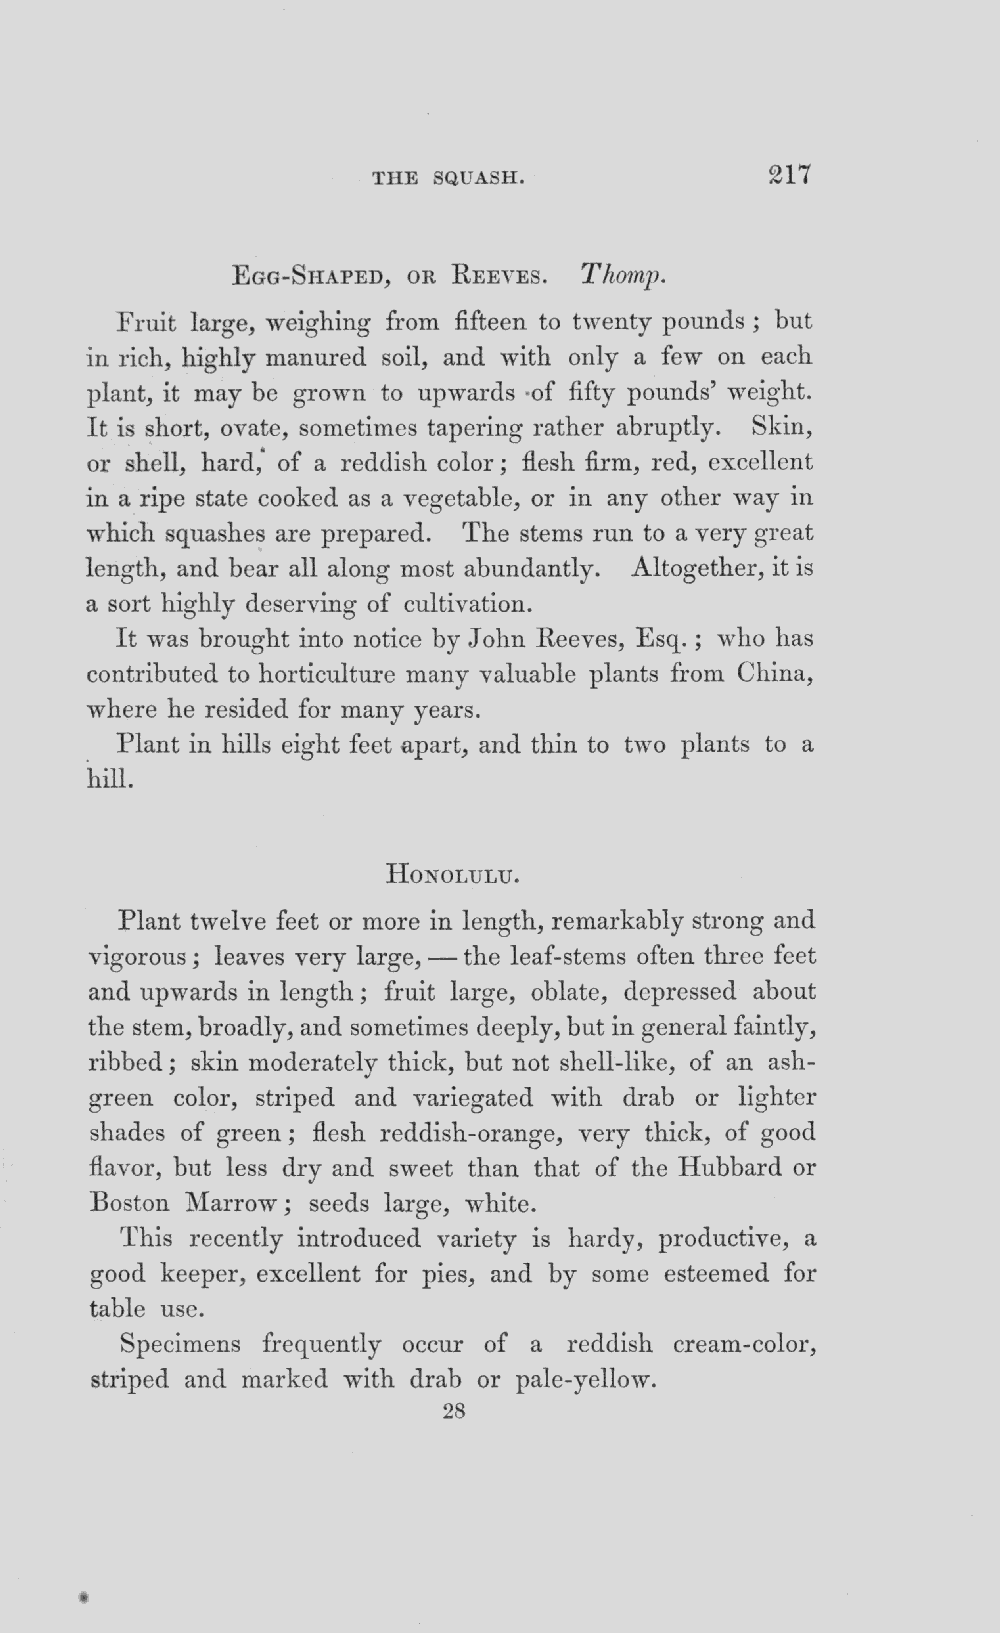 THE SQUASH. 217
EGG-SHAPED, OR REEVES. Thomp.
Fruit large, weighing from fifteen to twenty pounds; but
in rich, highly manured soil, and with only a few on each
plant, it may be grown to upwards of fifty pounds’ weight.
It is short, ovate, sometimes tapering rather abruptly. Skin,
or shell, hard, of a reddish color; flesh firm, red, excellent
in a ripe state cooked as a vegetable, or in any other way in
which squashes are prepared. The stems run to a very great
length, and bear all along most abundantly. Altogether, it is
a sort highly deserving of cultivation.
It was brought into notice by John Reeves, Esq.; who has
contributed to horticulture many valuable plants from China,
where he resided for many years.
Plant in hills eight feet apart, and thin to two plants to a
hill.
HONOLULU.
Plant twelve feet or more in length, remarkably strong and
vigorous; leaves very large, — the leaf-stems often three feet
and upwards in length; fruit large, oblate, depressed about
the stem, broadly, and sometimes deeply, but in general faintly,
ribbed; skin moderately thick, but not shell-like, of an ash-
green color, striped and variegated with drab or lighter
shades of green; flesh reddish-orange, very thick, of good
flavor, but less dry and sweet than that of the Hubbard or
Boston Marrow; seeds large, white.
This recently introduced variety is hardy, productive, a
good keeper, excellent for pies, and by some esteemed for
table use.
Specimens frequently occur of a reddish cream-color,
striped and marked with drab or pale-yellow.
28